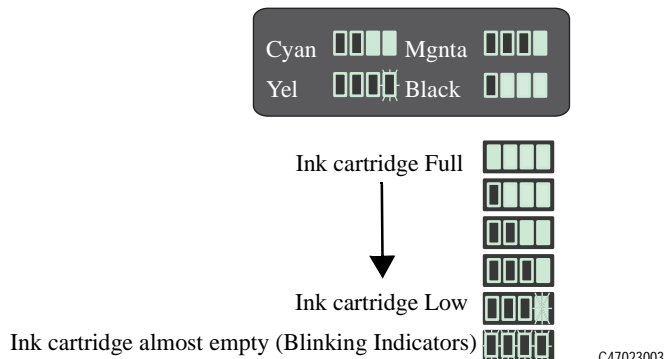 Cyan Mgnta
Yel Black
Ink cartridge Full
Ink cartridge Low
Ink cartridge almost empty (Blinking Indicators)
C47023003